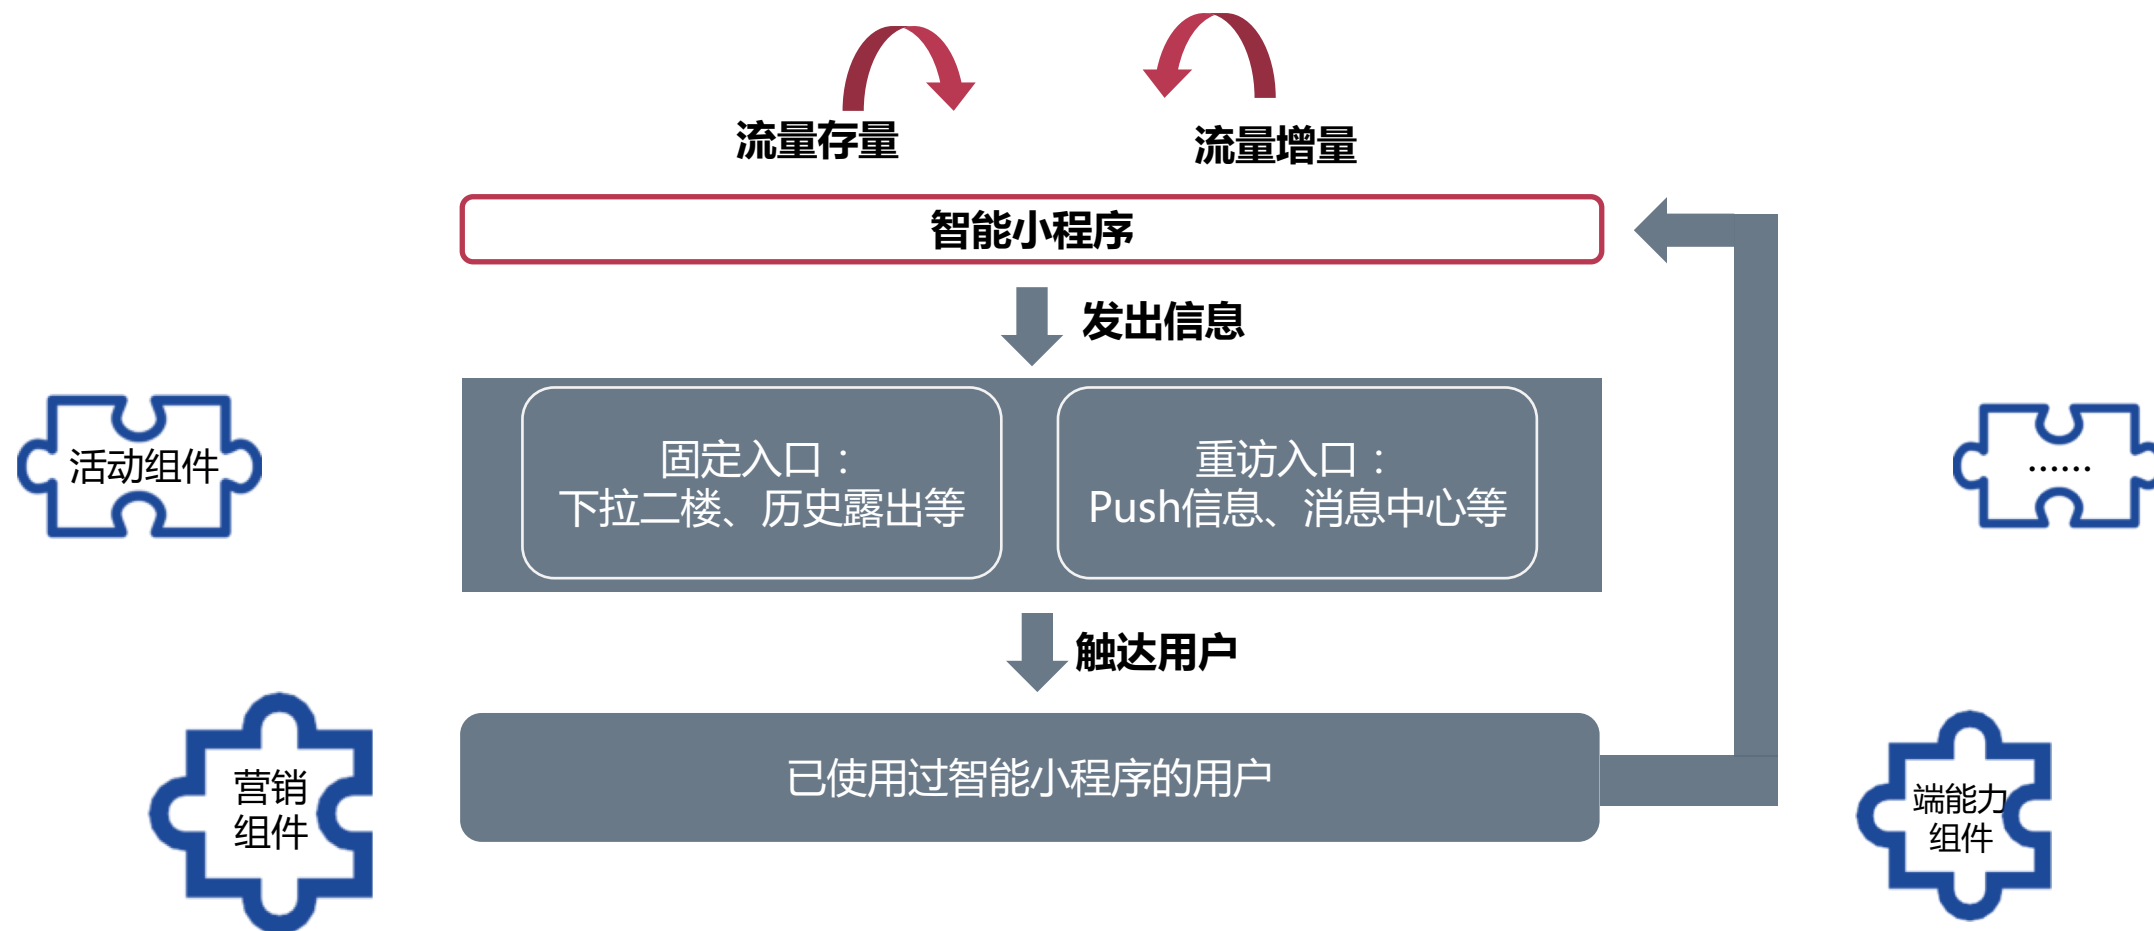 流量存量
流量增量
智能小程序
发出信息
固定入口：
下拉二楼、历史露出等
重访入口：
Push信息、消息中心等
活动组件
······
触达用户
已使用过智能小程序的用户
营销
组件
端能力
组件